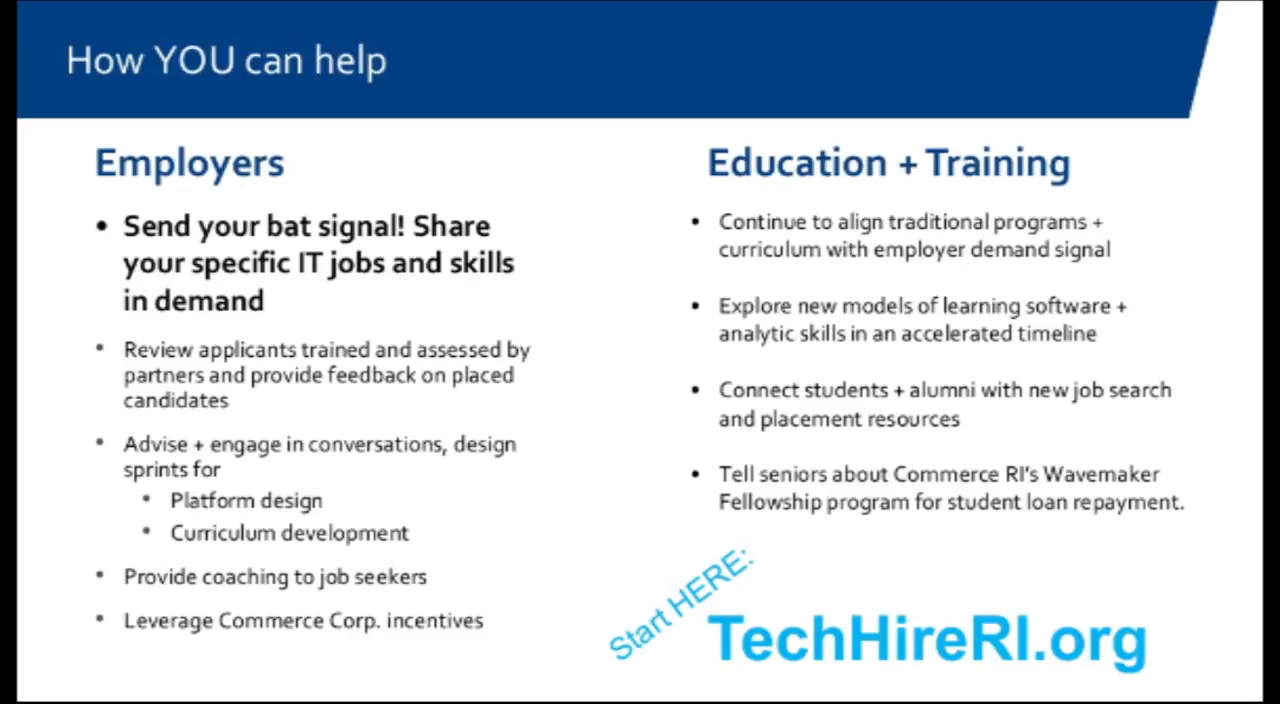 How YOU can help
Employers
• Send your bat signal! Share
your specific IT jobs and skills
in demand
• Review applicants trained and assessed by
partners and provide feedback on placed
candidates
• Advise + engage in conversations, design
sprints for
• Platform design
• Curriculum development
• Provide coaching to job seekers
• Leverage Commerce Corp. incentives
Education + Training
• Continue to align traditional programs +
curriculum with employer demand signal
• Explore new models of learning software +
analytic skills in an accelerated timeline
• Connect students + alumni with new job search
and placement resources
• Tell seniors about Commerce RI's Wavemaker
Fellowship program for student loan repayment.
Start HERE:
TechHireRI.org